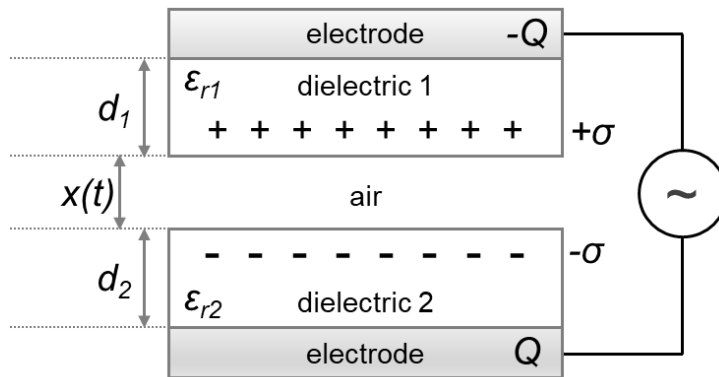 electrode -Q
εr1 dielectric 1
d1
+ + + + + + + + +σ
x(t) air
~
- - - - - - - - -σ
d2
εr2 dielectric 2
electrode Q